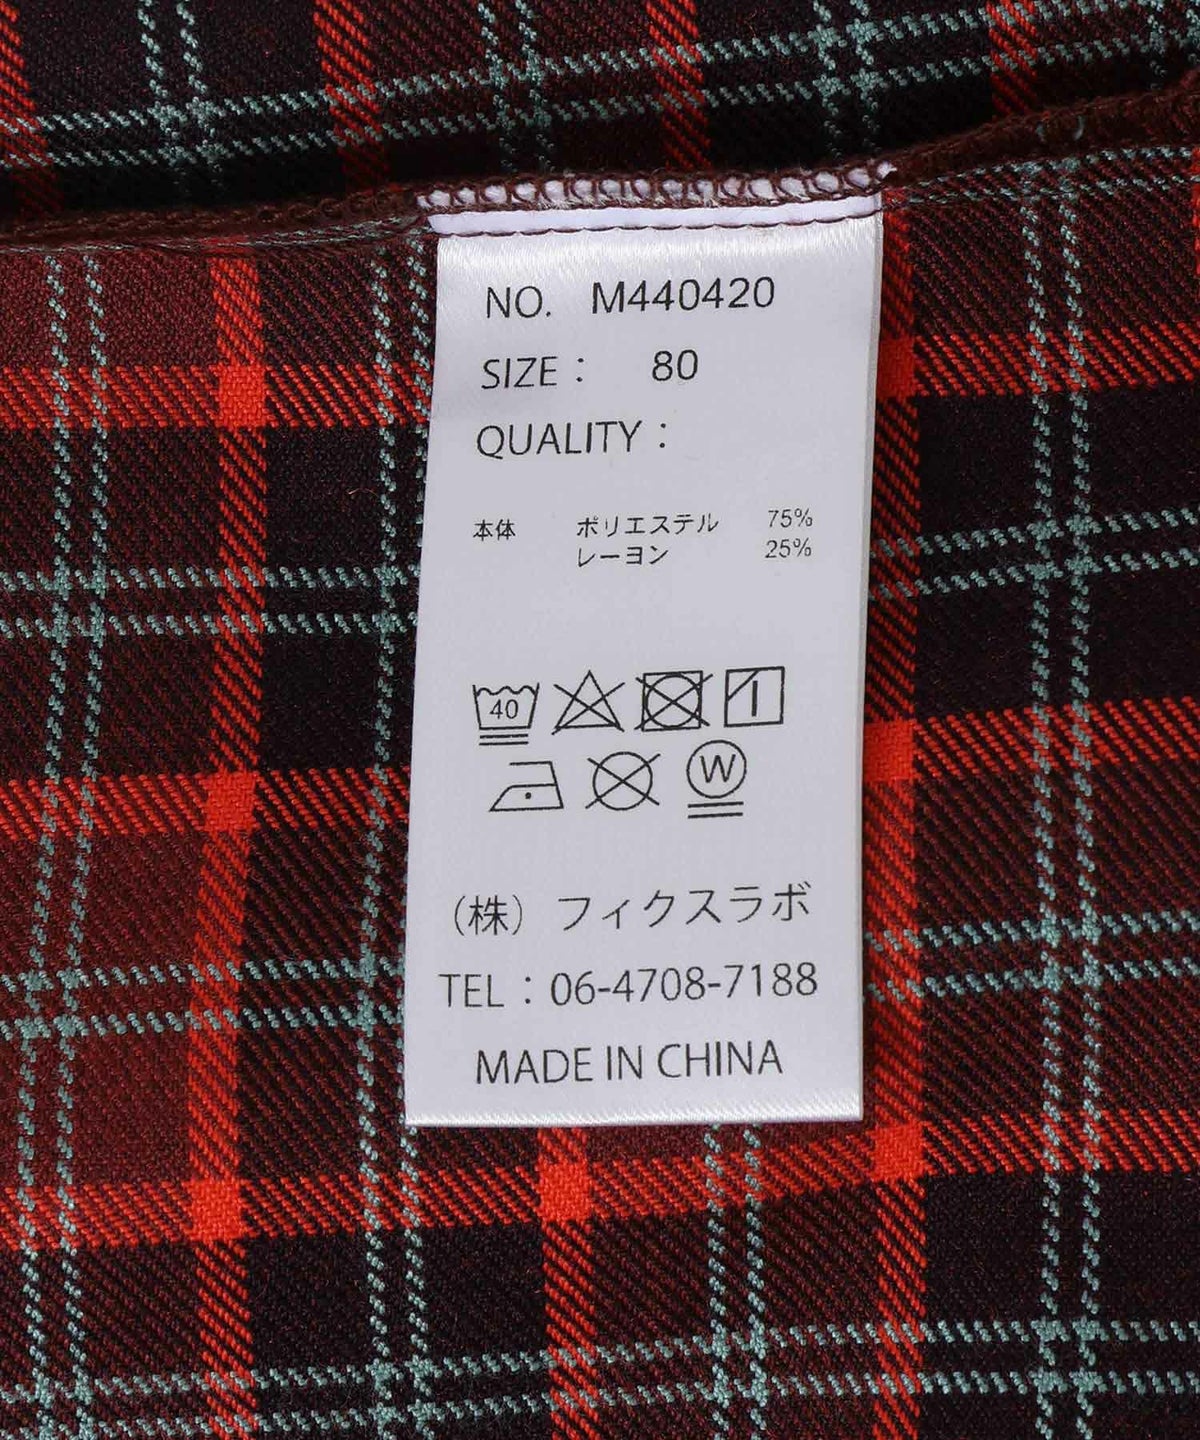 NO. M440420
SIZE： 80
QUALITY：
本体 ポリエステル 75%
レーヨン 25%
40
W
（株）フィクスラボ
TEL：06-4708-7188
MADE IN CHINA